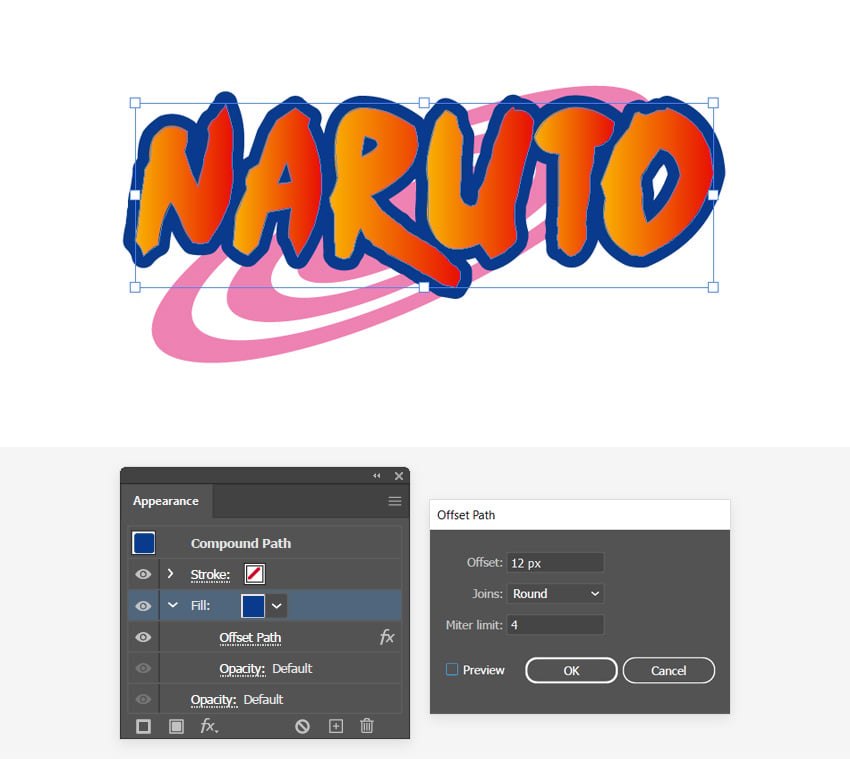 NARUTO
Appearance
Compound Path
Stroke:
Fill:
Offset Path fx
Opacity: Default
Opacity: Default
fx.
Offset Path
Offset: 12 px
Joins: Round
Miter limit: 4
Preview OK Cancel